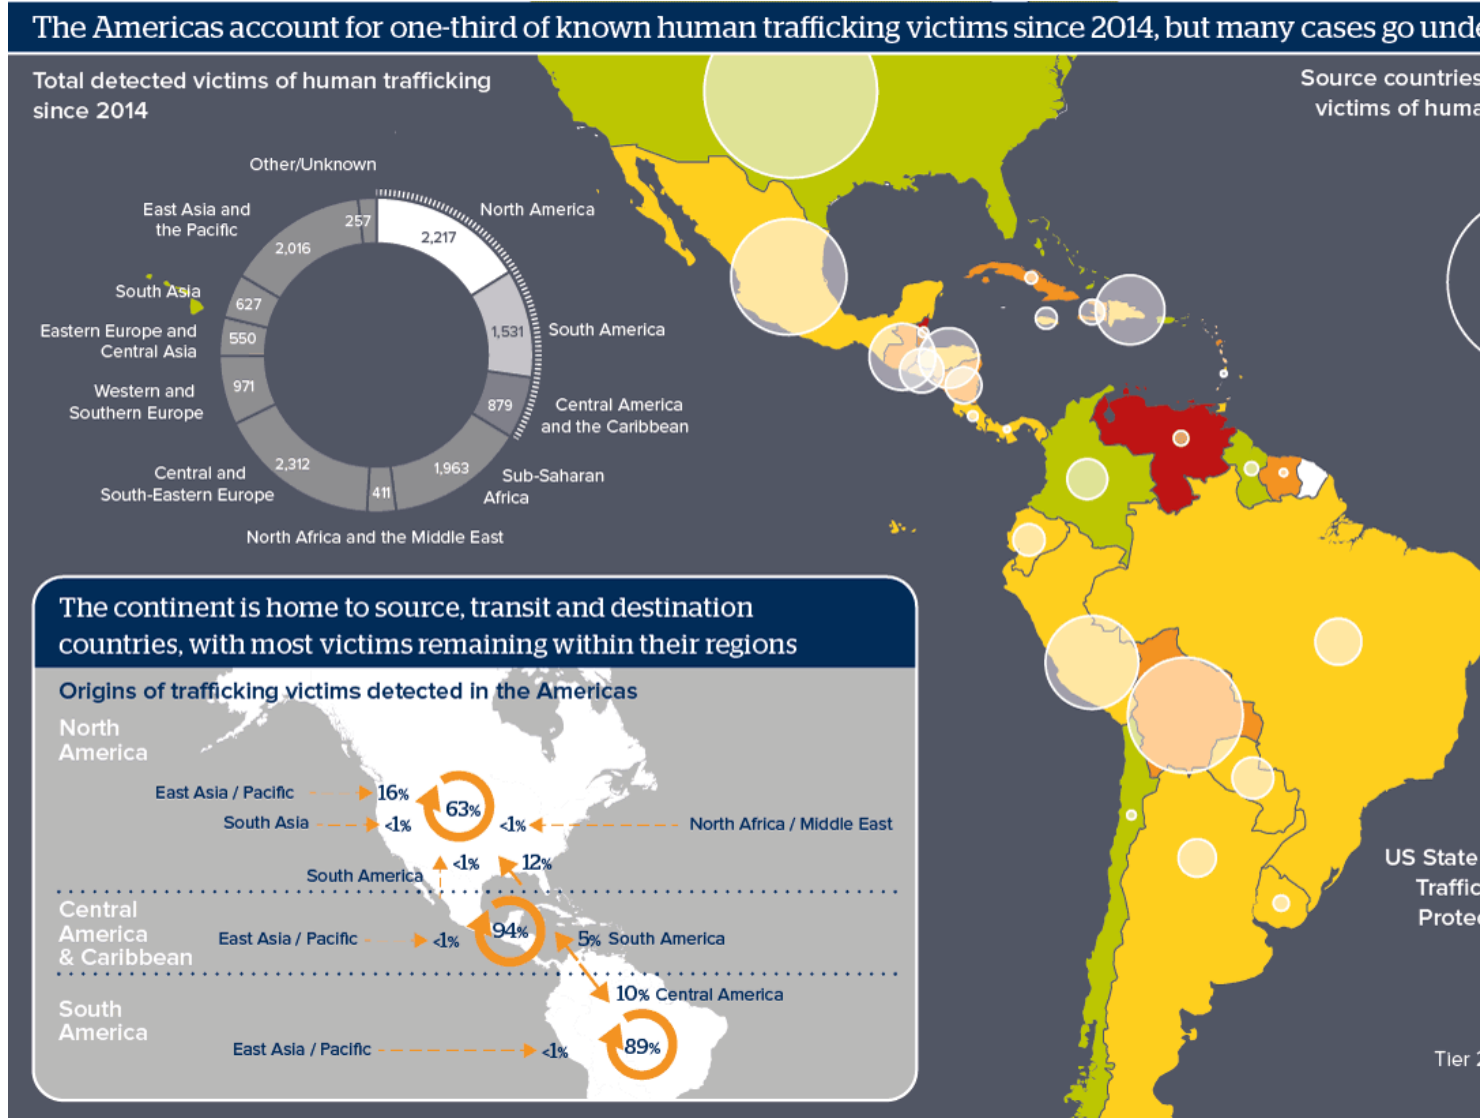 The Americas account for one-third of known human trafficking victims since 2014, but many cases go unde
Total detected victims of human trafficking
since 2014
Source countries
victims of huma
Other/Unknown
257
North America
2,217
East Asia and
the Pacific
2,016
South Asia
627
Eastern Europe and
Central Asia
550
South America
1,531
Western and
Southern Europe
971
Central America
and the Caribbean
879
Central and
South-Eastern Europe
2,312
Sub-Saharan
Africa
1,963
411
North Africa and the Middle East
The continent is home to source, transit and destination
countries, with most victims remaining within their regions
Origins of trafficking victims detected in the Americas
North
America
East Asia / Pacific 16%
63%
South Asia <1%
<1% North Africa / Middle East
South America <1%
12%
Central
America
& Caribbean
East Asia / Pacific <1%
94%
5% South America
South
America
10% Central America
East Asia / Pacific <1%
89%
US State
Traffic
Protec
Tier 2